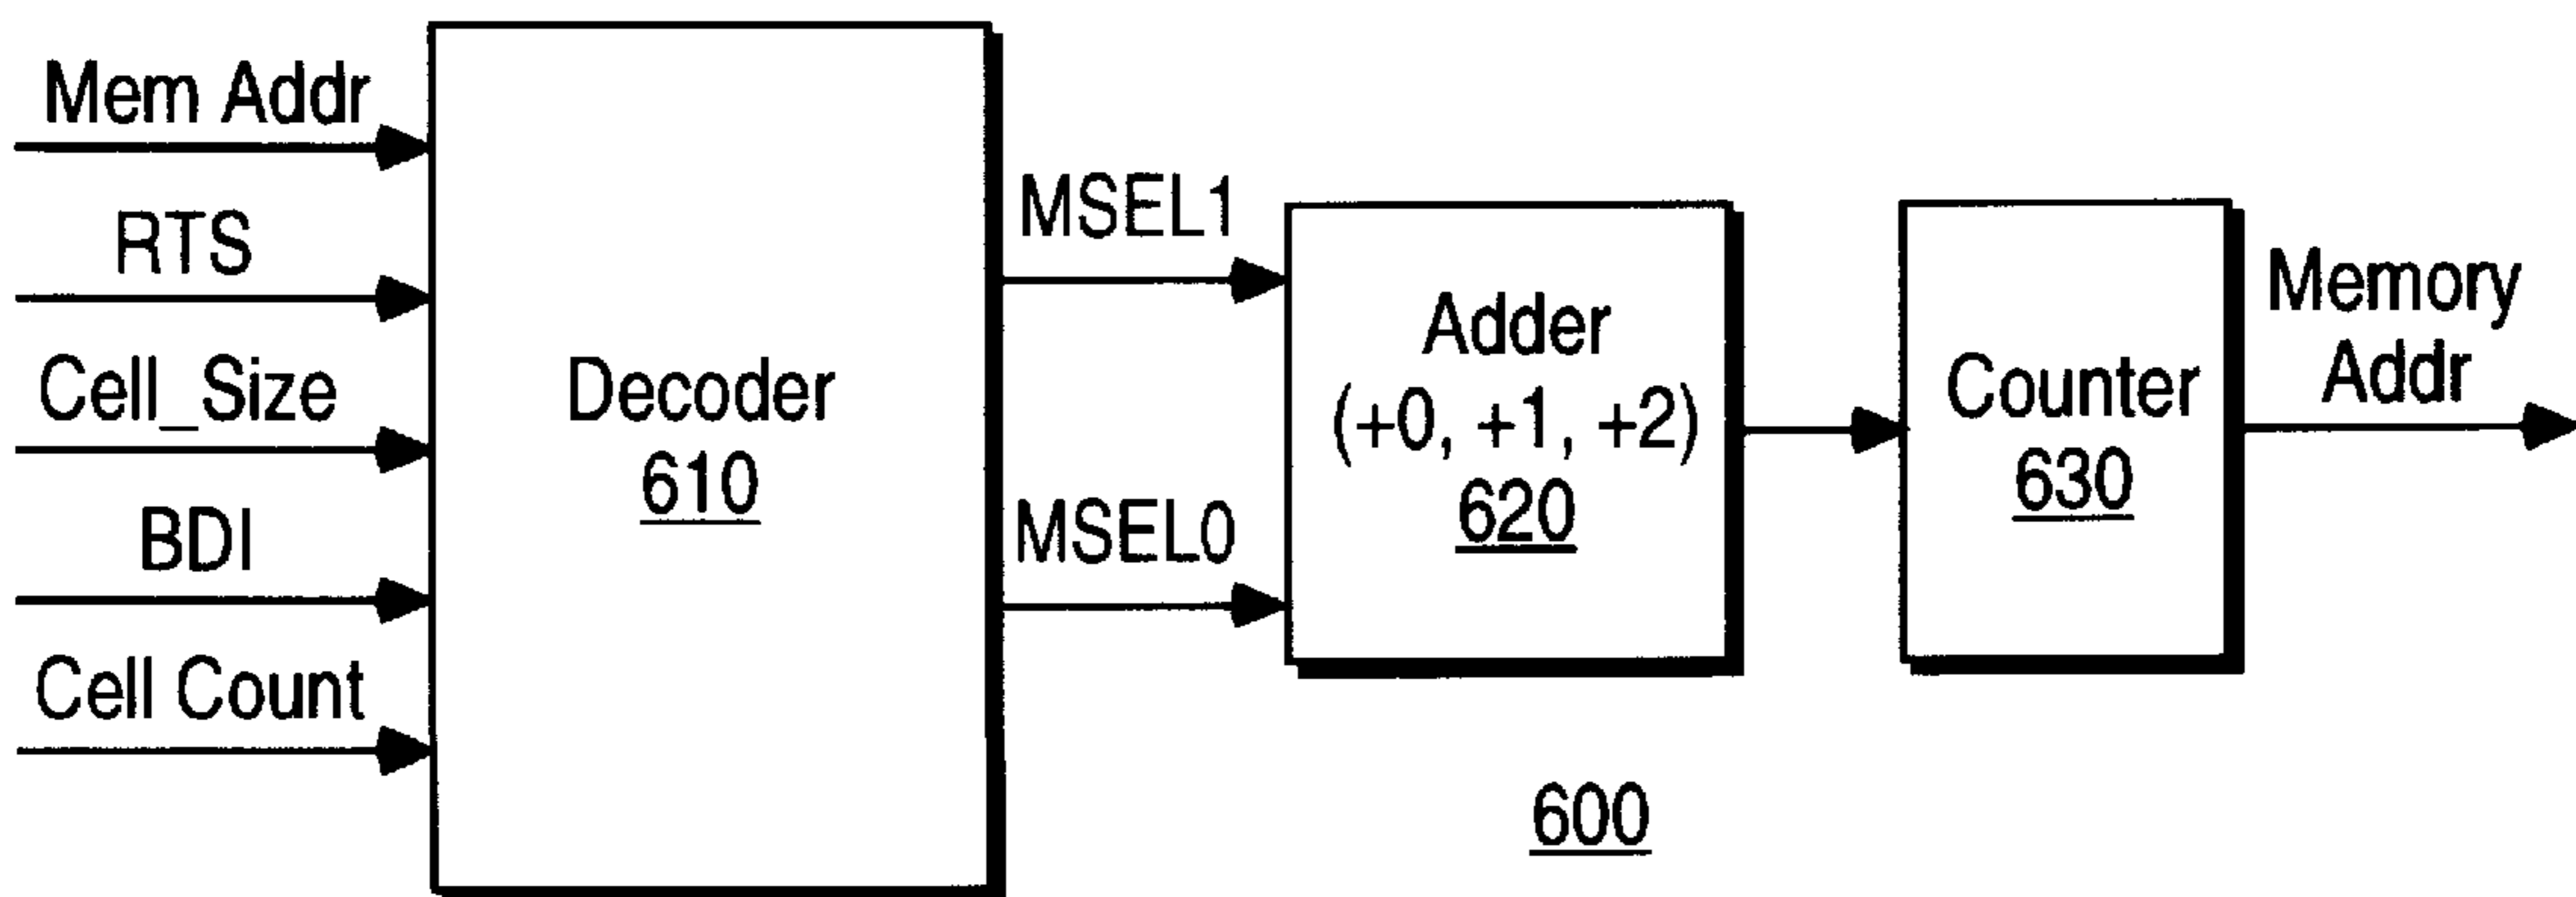 Mem Addr
RTS
Cell_Size
BDI
Cell Count
Decoder
610
MSEL1
MSEL0
Adder
(+0, +1, +2)
620
Counter
630
Memory
Addr
600